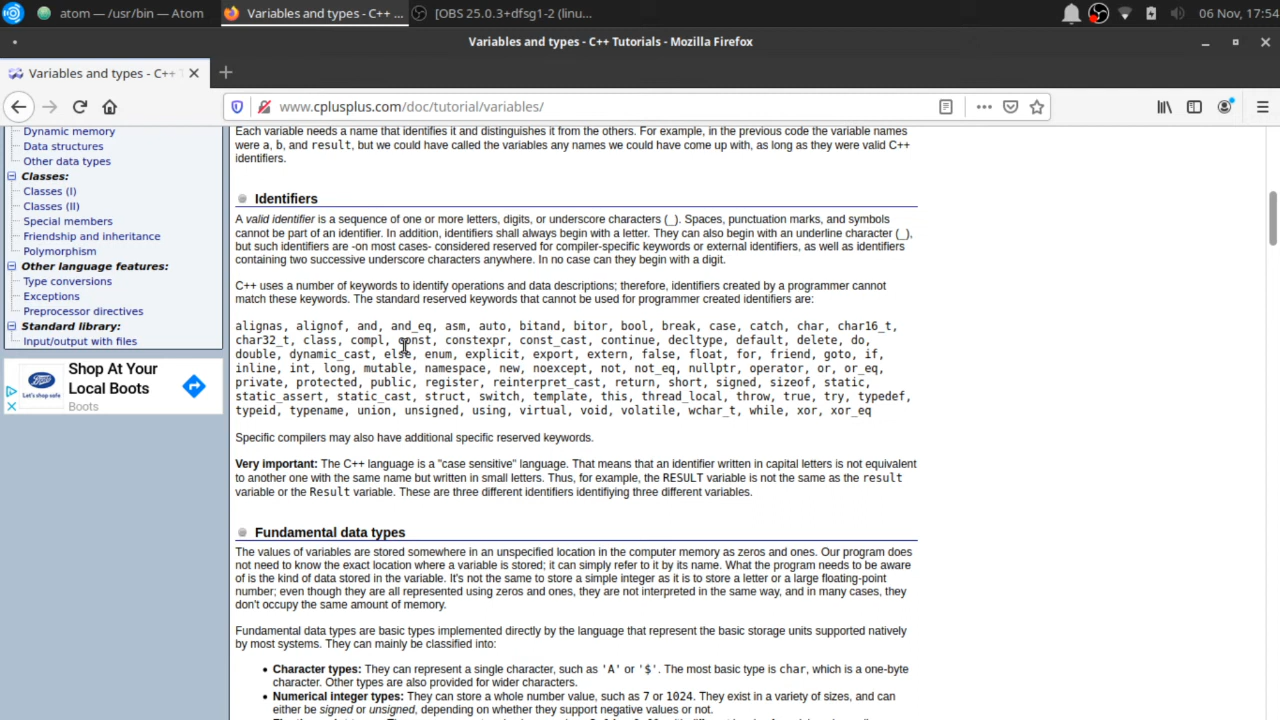 atom — /usr/bin — Atom
Variables and types - C++ ...
[OBS 25.0.3+dfsg1-2 (linu...
06 Nov, 17:54
Variables and types - C++ Tutorials - Mozilla Firefox
Variables and types - C++ T
www.cplusplus.com/doc/tutorial/variables/
Dynamic memory
Data structures
Other data types
Classes:
Classes (I)
Classes (II)
Special members
Friendship and inheritance
Polymorphism
Other language features:
Type conversions
Exceptions
Preprocessor directives
Standard library:
Input/output with files
Let's shop safe
Shop At Your
Local Boots
Boots
Each variable needs a name that identifies it and distinguishes it from the others. For example, in the previous code the variable names
were a, b, and result, but we could have called the variables any names we could have come up with, as long as they were valid C++
identifiers.
Identifiers
A valid identifier is a sequence of one or more letters, digits, or underscore characters (_). Spaces, punctuation marks, and symbols
cannot be part of an identifier. In addition, identifiers shall always begin with a letter. They can also begin with an underline character (_),
but such identifiers are -on most cases- considered reserved for compiler-specific keywords or external identifiers, as well as identifiers
containing two successive underscore characters anywhere. In no case can they begin with a digit.
C++ uses a number of keywords to identify operations and data descriptions; therefore, identifiers created by a programmer cannot
match these keywords. The standard reserved keywords that cannot be used for programmer created identifiers are:
alignas, alignof, and, and_eq, asm, auto, bitand, bitor, bool, break, case, catch, char, char16_t,
char32_t, class, compl, const, constexpr, const_cast, continue, decltype, default, delete, do,
double, dynamic_cast, else, enum, explicit, export, extern, false, float, for, friend, goto, if,
inline, int, long, mutable, namespace, new, noexcept, not, not_eq, nullptr, operator, or, or_eq,
private, protected, public, register, reinterpret_cast, return, short, signed, sizeof, static,
static_assert, static_cast, struct, switch, template, this, thread_local, throw, true, try, typedef,
typeid, typename, union, unsigned, using, virtual, void, volatile, wchar_t, while, xor, xor_eq
Specific compilers may also have additional specific reserved keywords.
Very important: The C++ language is a "case sensitive" language. That means that an identifier written in capital letters is not equivalent
to another one with the same name but written in small letters. Thus, for example, the RESULT variable is not the same as the result
variable or the Result variable. These are three different identifiers identifiying three different variables.
Fundamental data types
The values of variables are stored somewhere in an unspecified location in the computer memory as zeros and ones. Our program does
not need to know the exact location where a variable is stored; it can simply refer to it by its name. What the program needs to be aware
of is the kind of data stored in the variable. It's not the same to store a simple integer as it is to store a letter or a large floating-point
number; even though they are all represented using zeros and ones, they are not interpreted in the same way, and in many cases, they
don't occupy the same amount of memory.
Fundamental data types are basic types implemented directly by the language that represent the basic storage units supported natively
by most systems. They can mainly be classified into:
• Character types: They can represent a single character, such as 'A' or '$'. The most basic type is char, which is a one-byte
character. Other types are also provided for wider characters.
• Numerical integer types: They can store a whole number value, such as 7 or 1024. They exist in a variety of sizes, and can
either be signed or unsigned, depending on whether they support negative values or not.